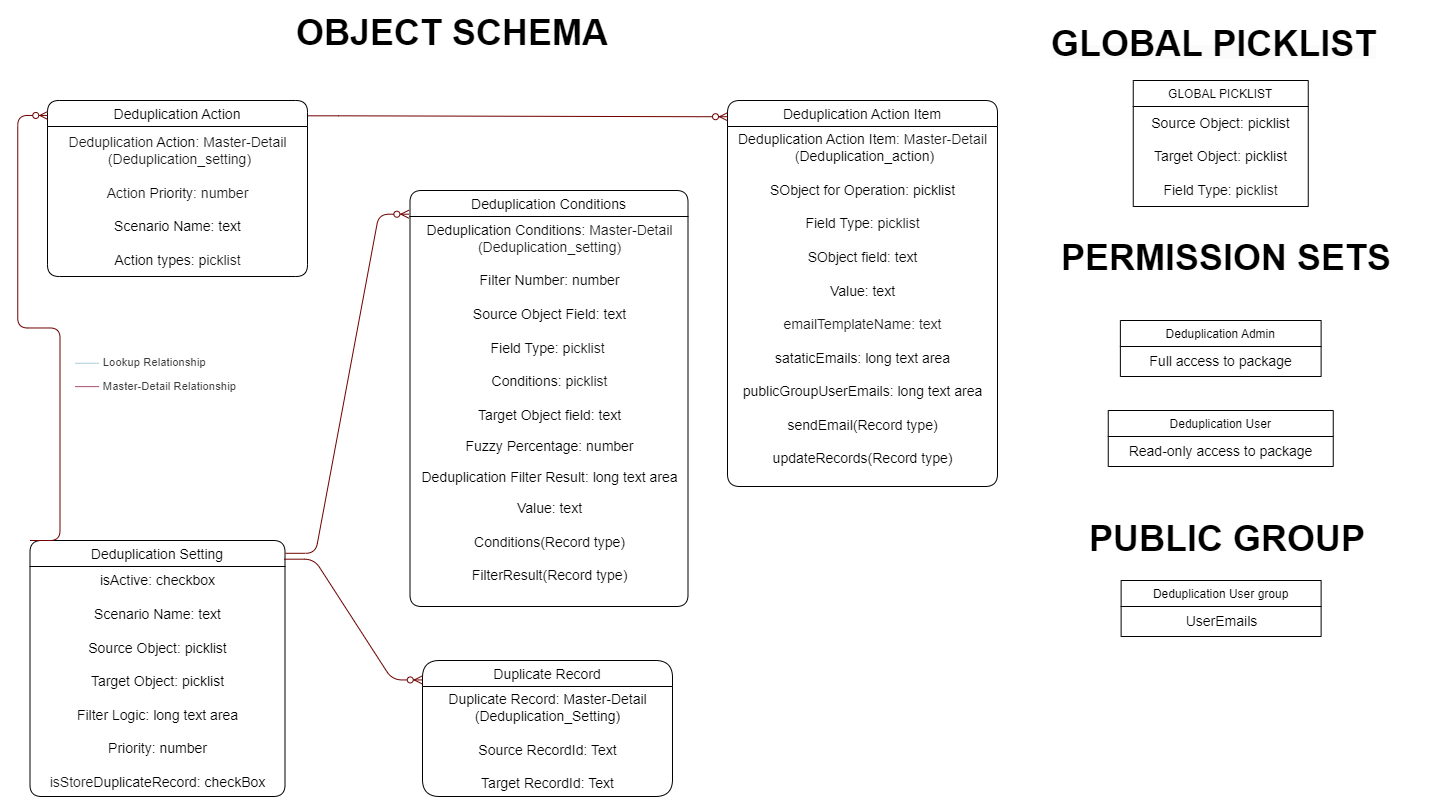 OBJECT SCHEMA
Deduplication Action
Deduplication Action: Master-Detail
(Deduplication_setting)
Action Priority: number
Scenario Name: text
Action types: picklist
Lookup Relationship
Master-Detail Relationship
Deduplication Setting
isActive: checkbox
Scenario Name: text
Source Object: picklist
Target Object: picklist
Filter Logic: long text area
Priority: number
isStoreDuplicateRecord: checkBox
Deduplication Conditions
Deduplication Conditions: Master-Detail
(Deduplication_setting)
Filter Number: number
Source Object Field: text
Field Type: picklist
Conditions: picklist
Target Object field: text
Fuzzy Percentage: number
Deduplication Filter Result: long text area
Value: text
Conditions(Record type)
FilterResult(Record type)
Duplicate Record
Duplicate Record: Master-Detail
(Deduplication_Setting)
Source RecordId: Text
Target RecordId: Text
Deduplication Action Item
Deduplication Action Item: Master-Detail
(Deduplication_action)
SObject for Operation: picklist
Field Type: picklist
SObject field: text
Value: text
emailTemplateName: text
sataticEmails: long text area
publicGroupUserEmails: long text area
sendEmail(Record type)
updateRecords(Record type)
GLOBAL PICKLIST
GLOBAL PICKLIST
Source Object: picklist
Target Object: picklist
Field Type: picklist
PERMISSION SETS
Deduplication Admin
Full access to package
Deduplication User
Read-only access to package
PUBLIC GROUP
Deduplication User group
UserEmails